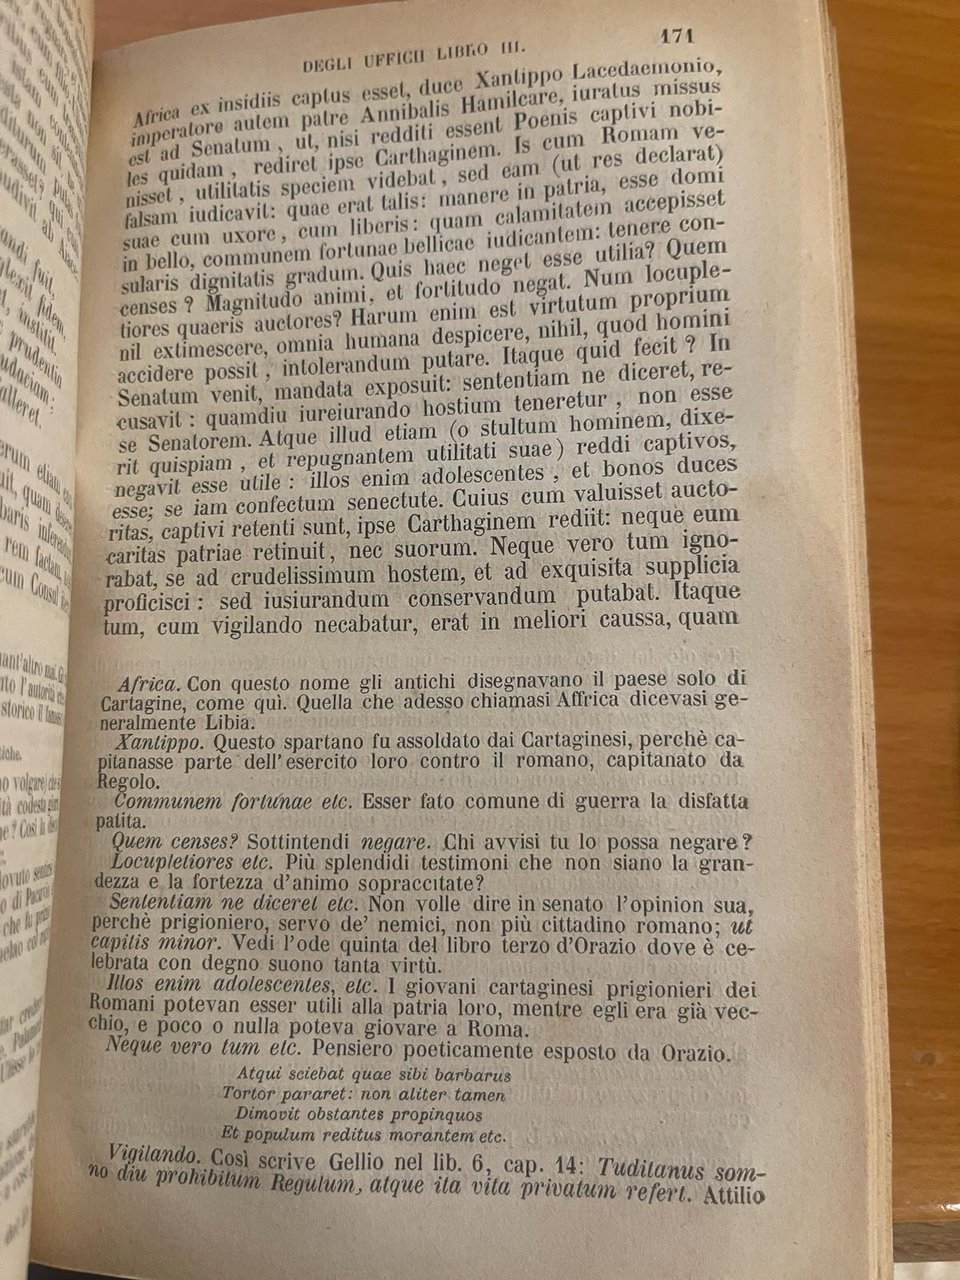 DEGLI UFFICII LIBRO III.
171
Africa ex insidiis captus esset, duce Xantippo Lacedaemonio,
imperatore autem patre Annibalis Hamilcare, iuratus missus
est ad Senatum, ut, nisi redditi essent Poenis captivi nobi-
les quidam, rediret ipse Carthaginem. Is cum Romam ve-
nisset, utilitatis speciem videbat, sed eam (ut res declarat)
falsam iudicavit: quae erat talis: manere in patria, esse domi
suae cum uxore, cum liberis: quam calamitatem accepisset
in bello, communem fortunae bellicae iudicantem: tenere con-
sularis dignitatis gradum. Quis haec neget esse utilia? Quem
censes? Magnitudo animi, et fortitudo negat. Num locuple-
tiores quaeris auctores? Harum enim est virtutum proprium
nil extimescere, omnia humana despicere, nihil, quod homini
accidere possit, intolerandum putare. Itaque quid fecit? In
Senatum venit, mandata exposuit: sententiam ne diceret, re-
cusavit: quamdiu iureiurando hostium teneretur, non esse
se Senatorem. Atque illud etiam (o stultum hominem, dixe-
rit quispiam, et repugnantem utilitati suae) reddi captivos,
negavit esse utile: illos enim adolescentes, et bonos duces
esse; se iam confectum senectute. Cuius cum valuisset aucto-
ritas, captivi retenti sunt, ipse Carthaginem rediit: neque eum
caritas patriae retinuit, nec suorum. Neque vero tum igno-
rabat, se ad crudelissimum hostem, et ad exquisita supplicia
proficisci: sed iusiurandum conservandum putabat. Itaque
tum, cum vigilando necabatur, erat in meliori caussa, quam
Africa. Con questo nome gli antichi disegnavano il paese solo di
Cartagine, come qui. Quella che adesso chiamasi Affrica dicevasi ge-
neralmente Libia.
Xantippo. Questo spartano fu assoldato dai Cartaginesi, perchè ca-
pitanasse parte dell'esercito loro contro il romano, capitanato da
Regolo.
Communem fortunae etc. Esser fato comune di guerra la disfatta
patita.
Quem censes? Sottintendi negare. Chi avvisi tu lo possa negare?
Locupletiores etc. Più splendidi testimoni che non siano la gran-
dezza e la fortezza d'animo sopraccitate?
Sententiam ne diceret etc. Non volle dire in senato l'opinion sua,
perchè prigioniero, servo de' nemici, non più cittadino romano; ut
capitis minor. Vedi l'ode quinta del libro terzo d'Orazio dove è ce-
lebrata con degno suono tanta virtù.
Illos enim adolescentes, etc. I giovani cartaginesi prigionieri dei
Romani potevan esser utili alla patria loro, mentre egli era già vec-
chio, e poco o nulla poteva giovare a Roma.
Neque vero tum etc. Pensiero poeticamente esposto da Orazio.
Atqui sciebat quae sibi barbarus
Tortor pararet: non aliter tamen
Dimovit obstantes propinquos
Et populum reditus morantem etc.
Vigilando. Così scrive Gellio nel lib. 6, cap. 14: Tuditanus som-
no diu prohibitum Regulum, atque ita vita privatum refert. Attilio